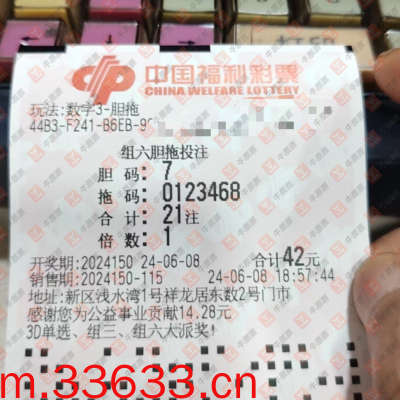 中国福利彩票
CHINA WELFARE LOTTERY
玩法:数字3-胆拖
44B3-F241-B6EB-9
组六胆拖投注
胆 码: 7
拖 码: 0123468
合 计: 21注
倍 数: 1
开奖期:2024150 24-06-08 合计42元
销售期:2024150-115 24-06-08 18:57:44
地址:新区浅水湾1号祥龙居东数2号门市
感谢您为公益事业贡献14.28元
3D单选、组三、组六大派奖!
m.33633.cn